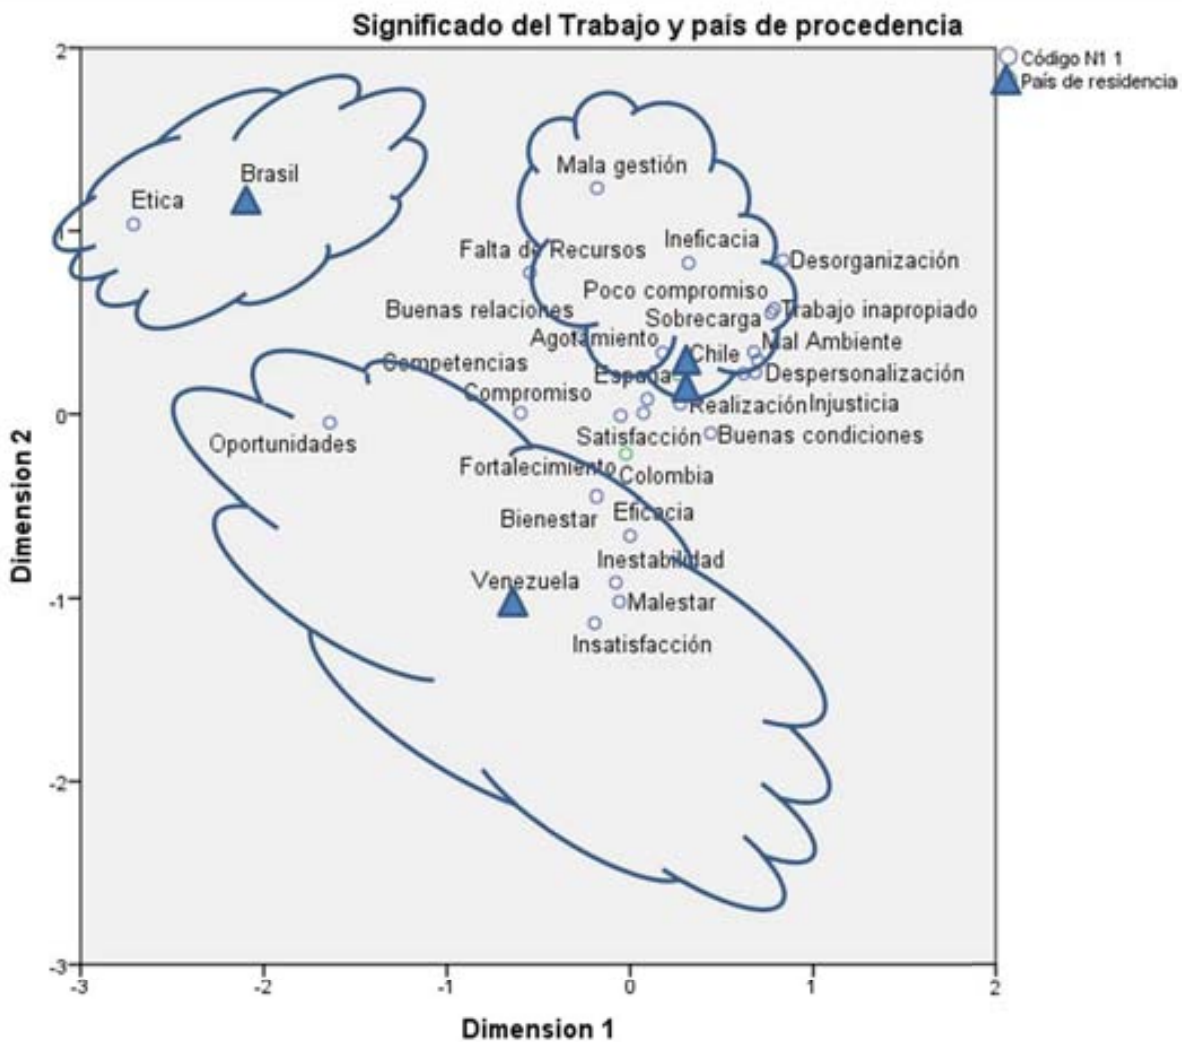 Significado del Trabajo y país de procedencia
Código N1 1
País de residencia
2
1
0
-1
-2
-3
Dimension 2
Brasil
Etica
Mala gestión
Falta de Recursos
Ineficacia
Desorganización
Poco compromiso
Buenas relaciones
Sobrecarga
Trabajo inapropiado
Agotamiento
Chile
Mal Ambiente
Competencias
España
Despersonalización
Compromiso
Realización
Injusticia
Oportunidades
Satisfacción
Buenas condiciones
Fortalecimiento
Colombia
Bienestar
Eficacia
Inestabilidad
Venezuela
Malestar
Insatisfacción
-3
-2
-1
0
1
2
Dimension 1